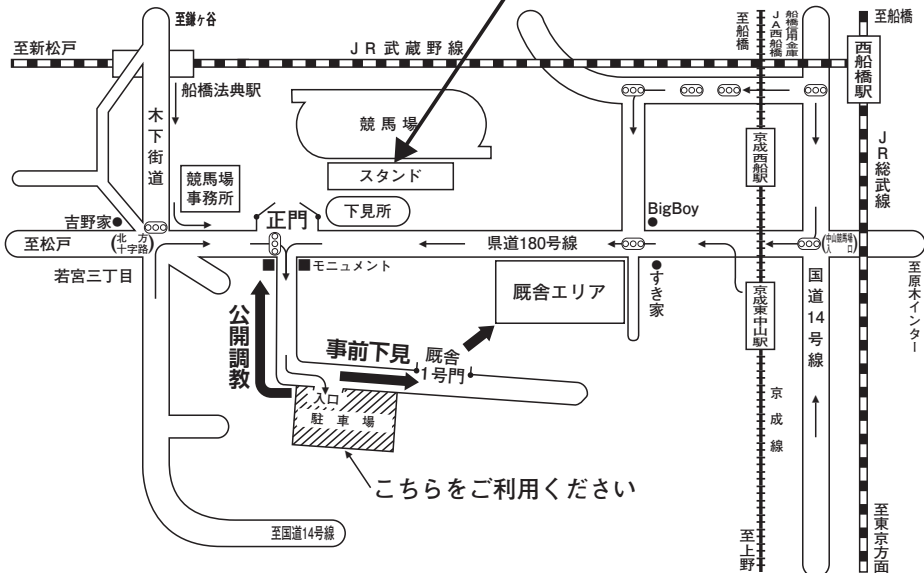 至鎌ヶ谷
至船橋
船橋信用金庫
JA西船橋
至船橋
至新松戸
JR武蔵野線
西船橋駅
船橋法典駅
木下街道
競馬場
スタンド
京成西船駅
JR総武線
競馬場
事務所
下見所
正門
BigBoy
吉野家
至松戸
(北方
十字路)
県道180号線
(中山競馬場
入口)
若宮三丁目
モニュメント
厩舎エリア
すき家
京成東中山駅
国道14号線
至原木インター
公開調教
事前下見
厩舎
1号門
入口
駐車場
京成線
こちらをご利用ください
至国道14号線
至上野
至東京方面